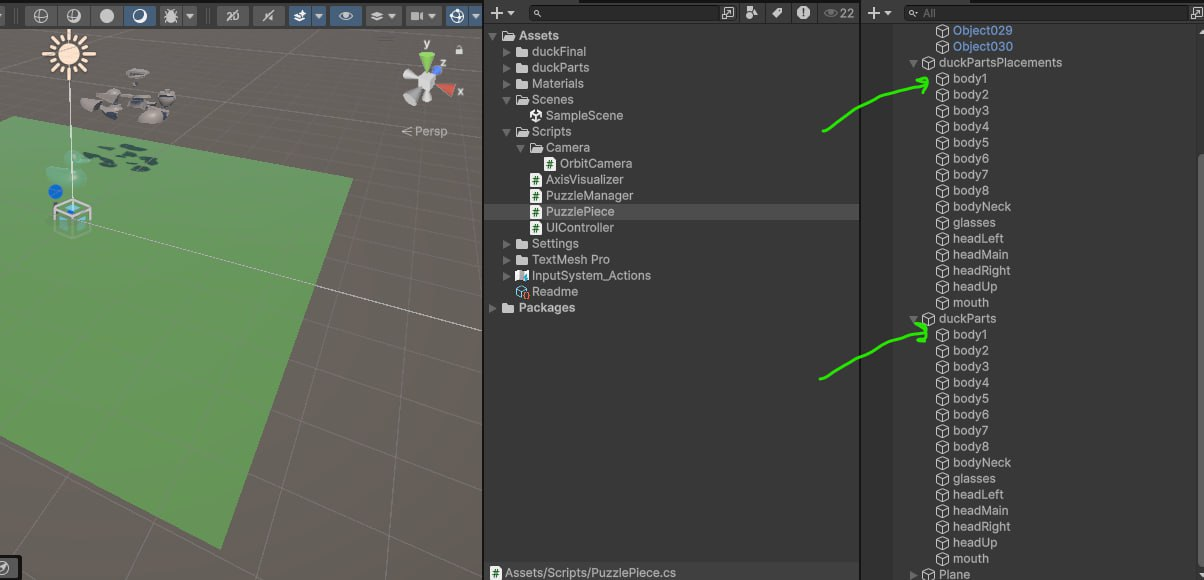 2D
y
z
x
Persp
22
Assets
duckFinal
duckParts
Materials
Scenes
SampleScene
Scripts
Camera
OrbitCamera
AxisVisualizer
PuzzleManager
PuzzlePiece
UIController
Settings
TextMesh Pro
InputSystem_Actions
Readme
Packages
Assets/Scripts/PuzzlePiece.cs
All
Object029
Object030
duckPartsPlacements
body1
body2
body3
body4
body5
body6
body7
body8
bodyNeck
glasses
headLeft
headMain
headRight
headUp
mouth
duckParts
body1
body2
body3
body4
body5
body6
body7
body8
bodyNeck
glasses
headLeft
headMain
headRight
headUp
mouth
Plane